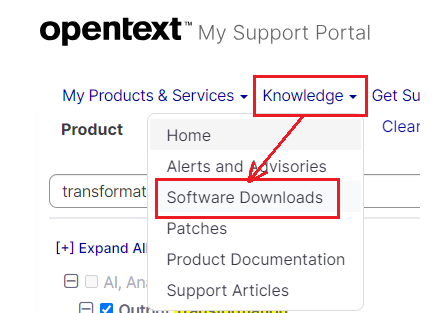 opentext™ My Support Portal
My Products & Services Knowledge Get Su
Product Clear
Home
Alerts and Advisories
transformat
Software Downloads
Patches
[+] Expand All
Product Documentation
AI, Ana
Support Articles
Output Transformation